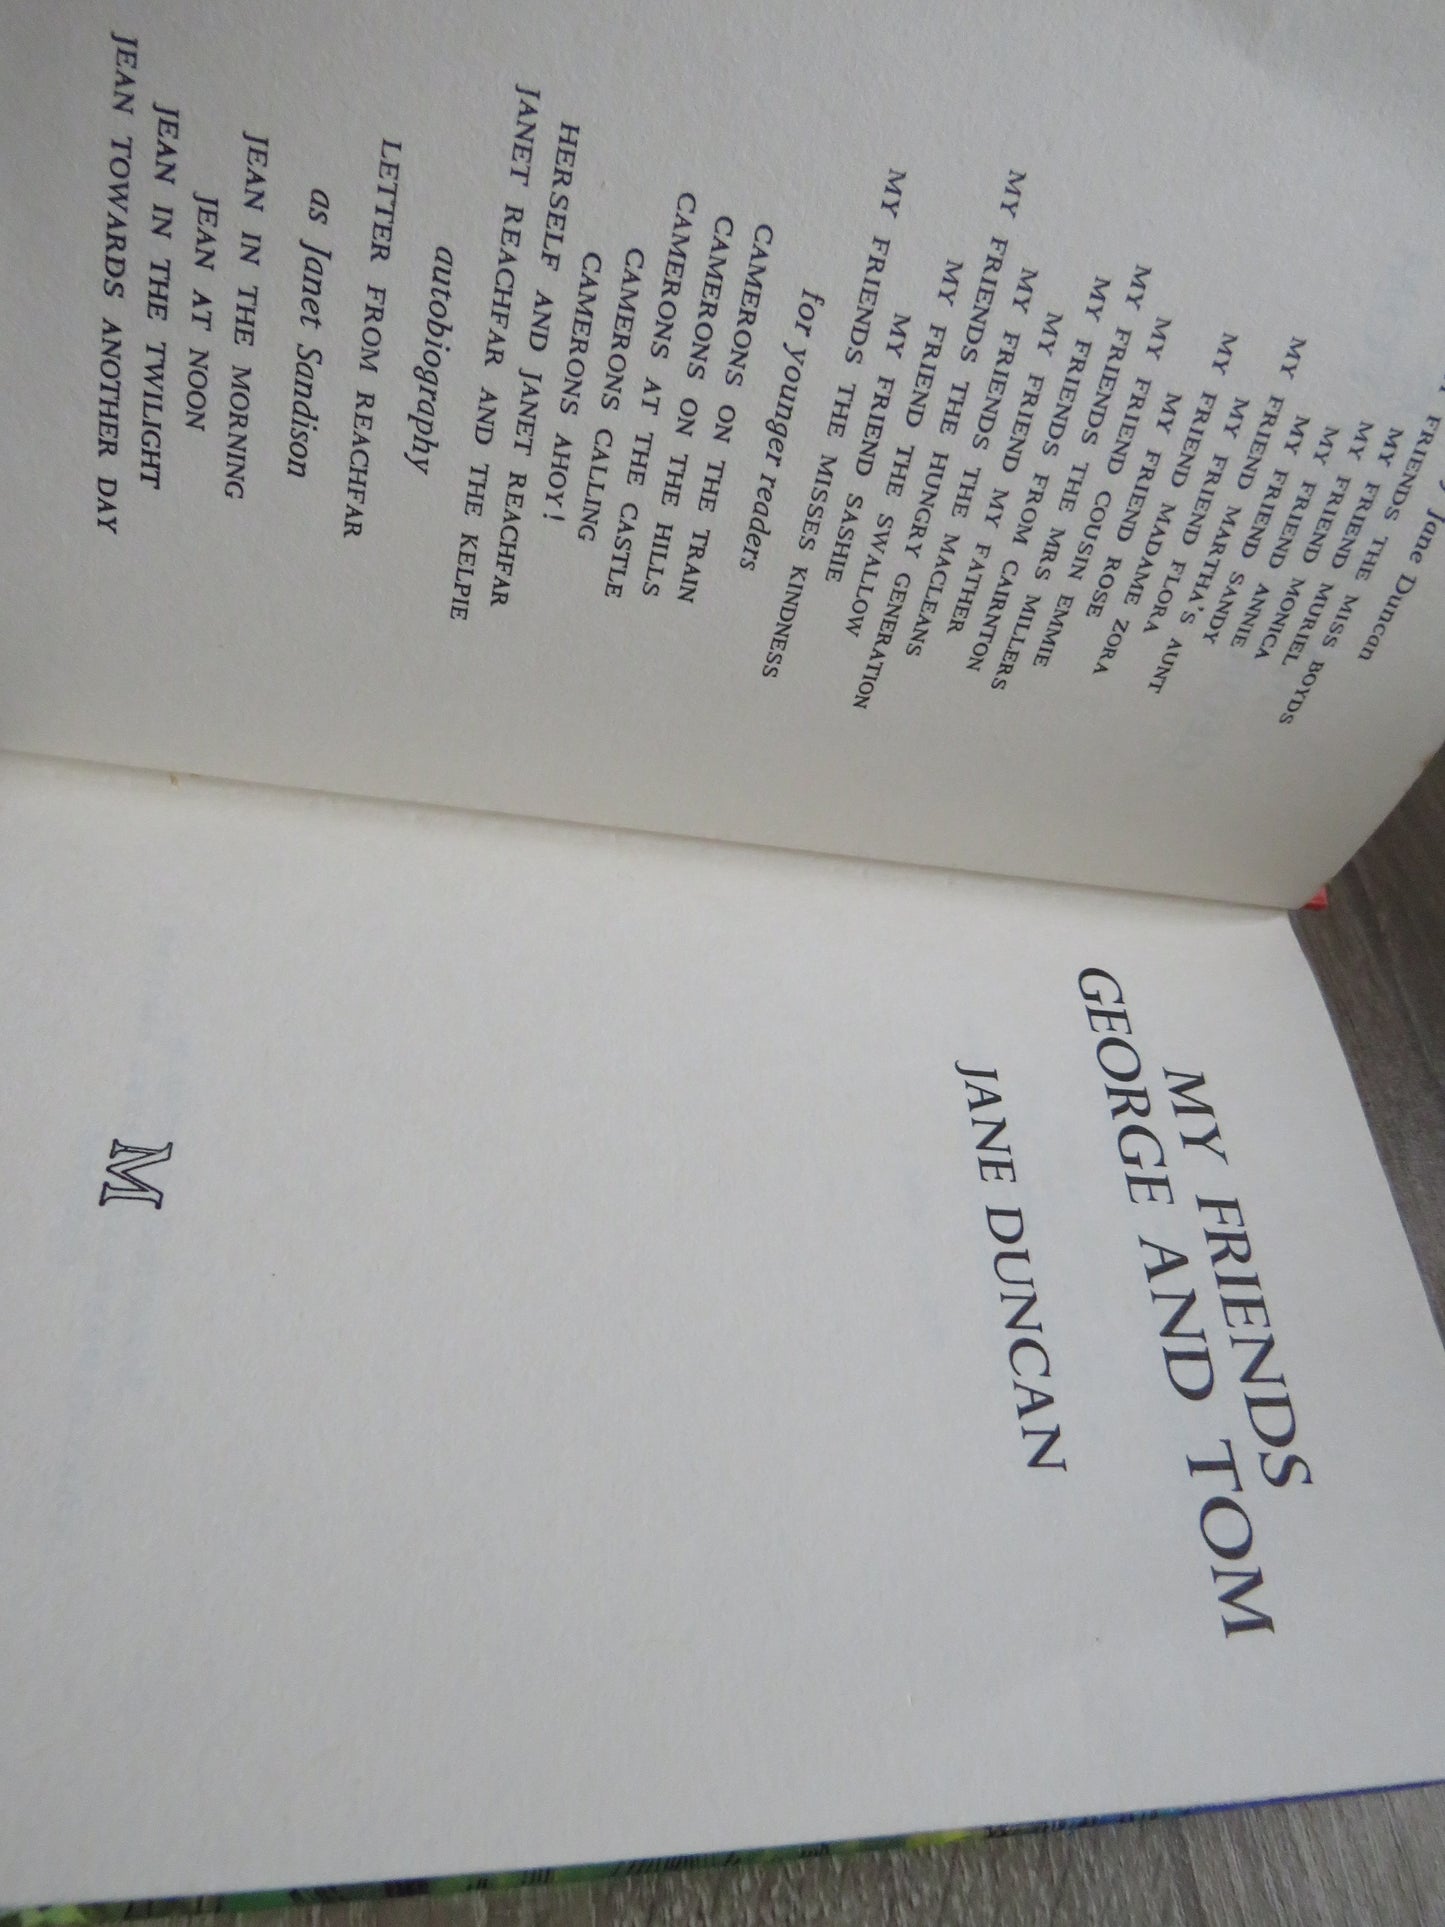 Jane Duncan
FRIENDS THE MISS BOYDS
MY FRIEND MURIEL
MY FRIEND MONICA
MY FRIEND ANNIE
MY FRIEND SANDY
MY FRIEND MARTHA'S AUNT
MY FRIEND FLORA
MY FRIEND MADAME ZORA
MY FRIEND ROSE
MY FRIEND COUSIN EMMIE
MY FRIENDS THE MRS MILLERS
MY FRIENDS FROM CAIRNTON
MY FRIEND MY FATHER
MY FRIENDS THE MACLEANS
MY FRIENDS THE HUNGRY GENERATION
MY FRIEND THE SWALLOW
MY FRIEND SASHIE
MY FRIENDS THE MISSES KINDNESS
for younger readers
CAMERONS ON THE TRAIN
CAMERONS ON THE HILLS
CAMERONS AT THE CASTLE
CAMERONS CALLING
CAMERONS AHOY!
HERSELF AND JANET REACHFAR
JANET REACHFAR AND THE KELPIE
autobiography
LETTER FROM REACHFAR
as Janet Sandison
JEAN IN THE MORNING
JEAN AT NOON
JEAN IN THE TWILIGHT
JEAN TOWARDS ANOTHER DAY
MY FRIENDS
GEORGE AND TOM
JANE DUNCAN
M